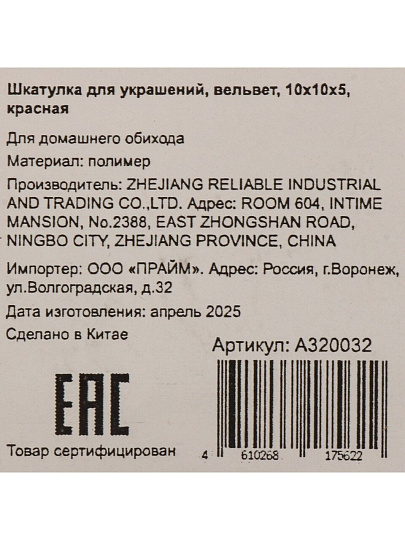 Шкатулка для украшений, вельвет, 10х10х5,
красная
Для домашнего обихода
Материал: полимер
Производитель: ZHEJIANG RELIABLE INDUSTRIAL
AND TRADING CO.,LTD. Адрес: ROOM 604, INTIME
MANSION, No.2388, EAST ZHONGSHAN ROAD,
NINGBO CITY, ZHEJIANG PROVINCE, CHINA
Импортер: ООО «ПРАЙМ». Адрес: Россия, г.Воронеж,
ул.Волгоградская, д.32
Дата изготовления: апрель 2025
Сделано в Китае
Артикул: А320032
EAC
Товар сертифицирован
4 610268 175622